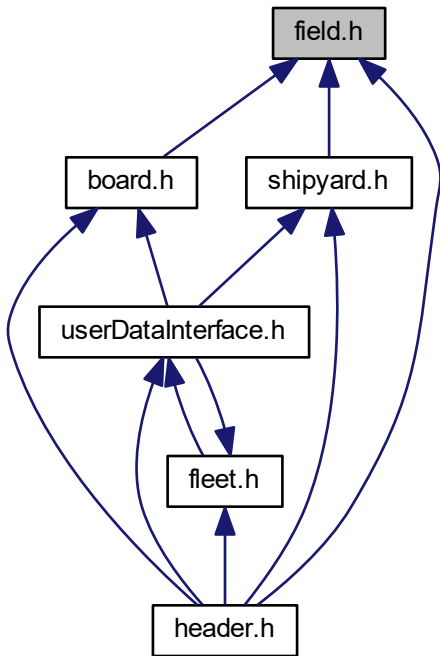 field.h
board.h
shipyard.h
userDataInterface.h
fleet.h
header.h